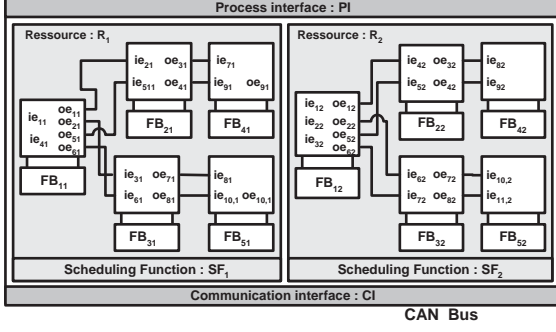 Process interface : PI
Ressource : R1
ie21 oe31
ie511 oe41
FB21
ie71
ie91 oe91
FB41
ie11
ie41
oe11
oe21
oe51
oe61
FB11
ie31 oe71
ie61 oe81
FB31
ie81
ie10,1 oe10,1
FB51
Scheduling Function : SF1
Ressource : R2
ie42 oe32
ie52 oe42
FB22
ie82
ie92
FB42
ie12 oe12
ie22 oe22
ie32 oe52
oe62
FB12
ie62 oe72
ie72 oe82
FB32
ie10,2
ie11,2
FB52
Scheduling Function : SF2
Communication interface : CI
CAN Bus